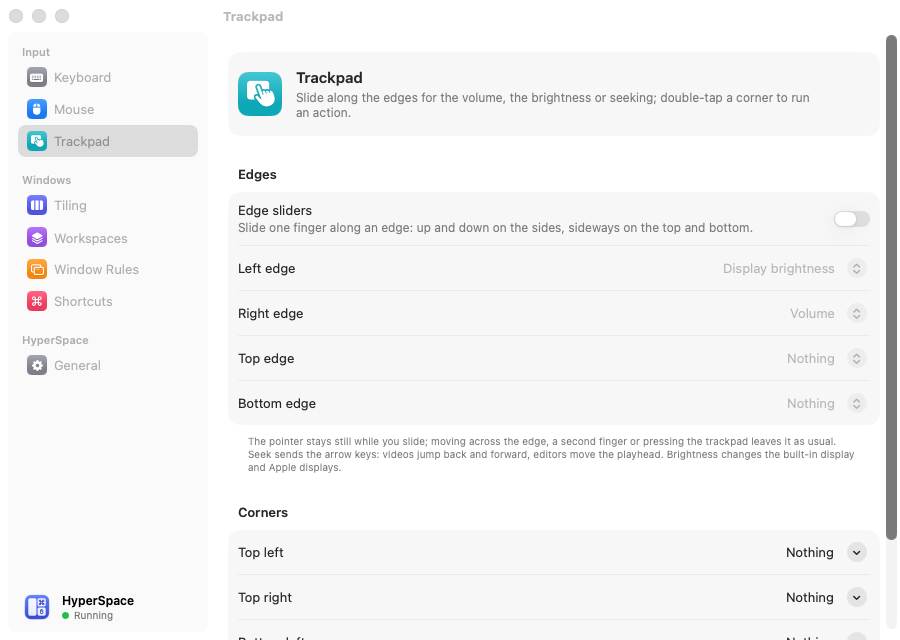 Trackpad
Input
Keyboard
Mouse
Trackpad
Windows
Tiling
Workspaces
Window Rules
Shortcuts
HyperSpace
General
HyperSpace
Running
Trackpad
Slide along the edges for the volume, the brightness or seeking; double-tap a corner to run
an action.
Edges
Edge sliders
Slide one finger along an edge: up and down on the sides, sideways on the top and bottom.
Left edge
Display brightness
Right edge
Volume
Top edge
Nothing
Bottom edge
Nothing
The pointer stays still while you slide; moving across the edge, a second finger or pressing the trackpad leaves it as usual.
Seek sends the arrow keys: videos jump back and forward, editors move the playhead. Brightness changes the built-in display
and Apple displays.
Corners
Top left
Nothing
Top right
Nothing